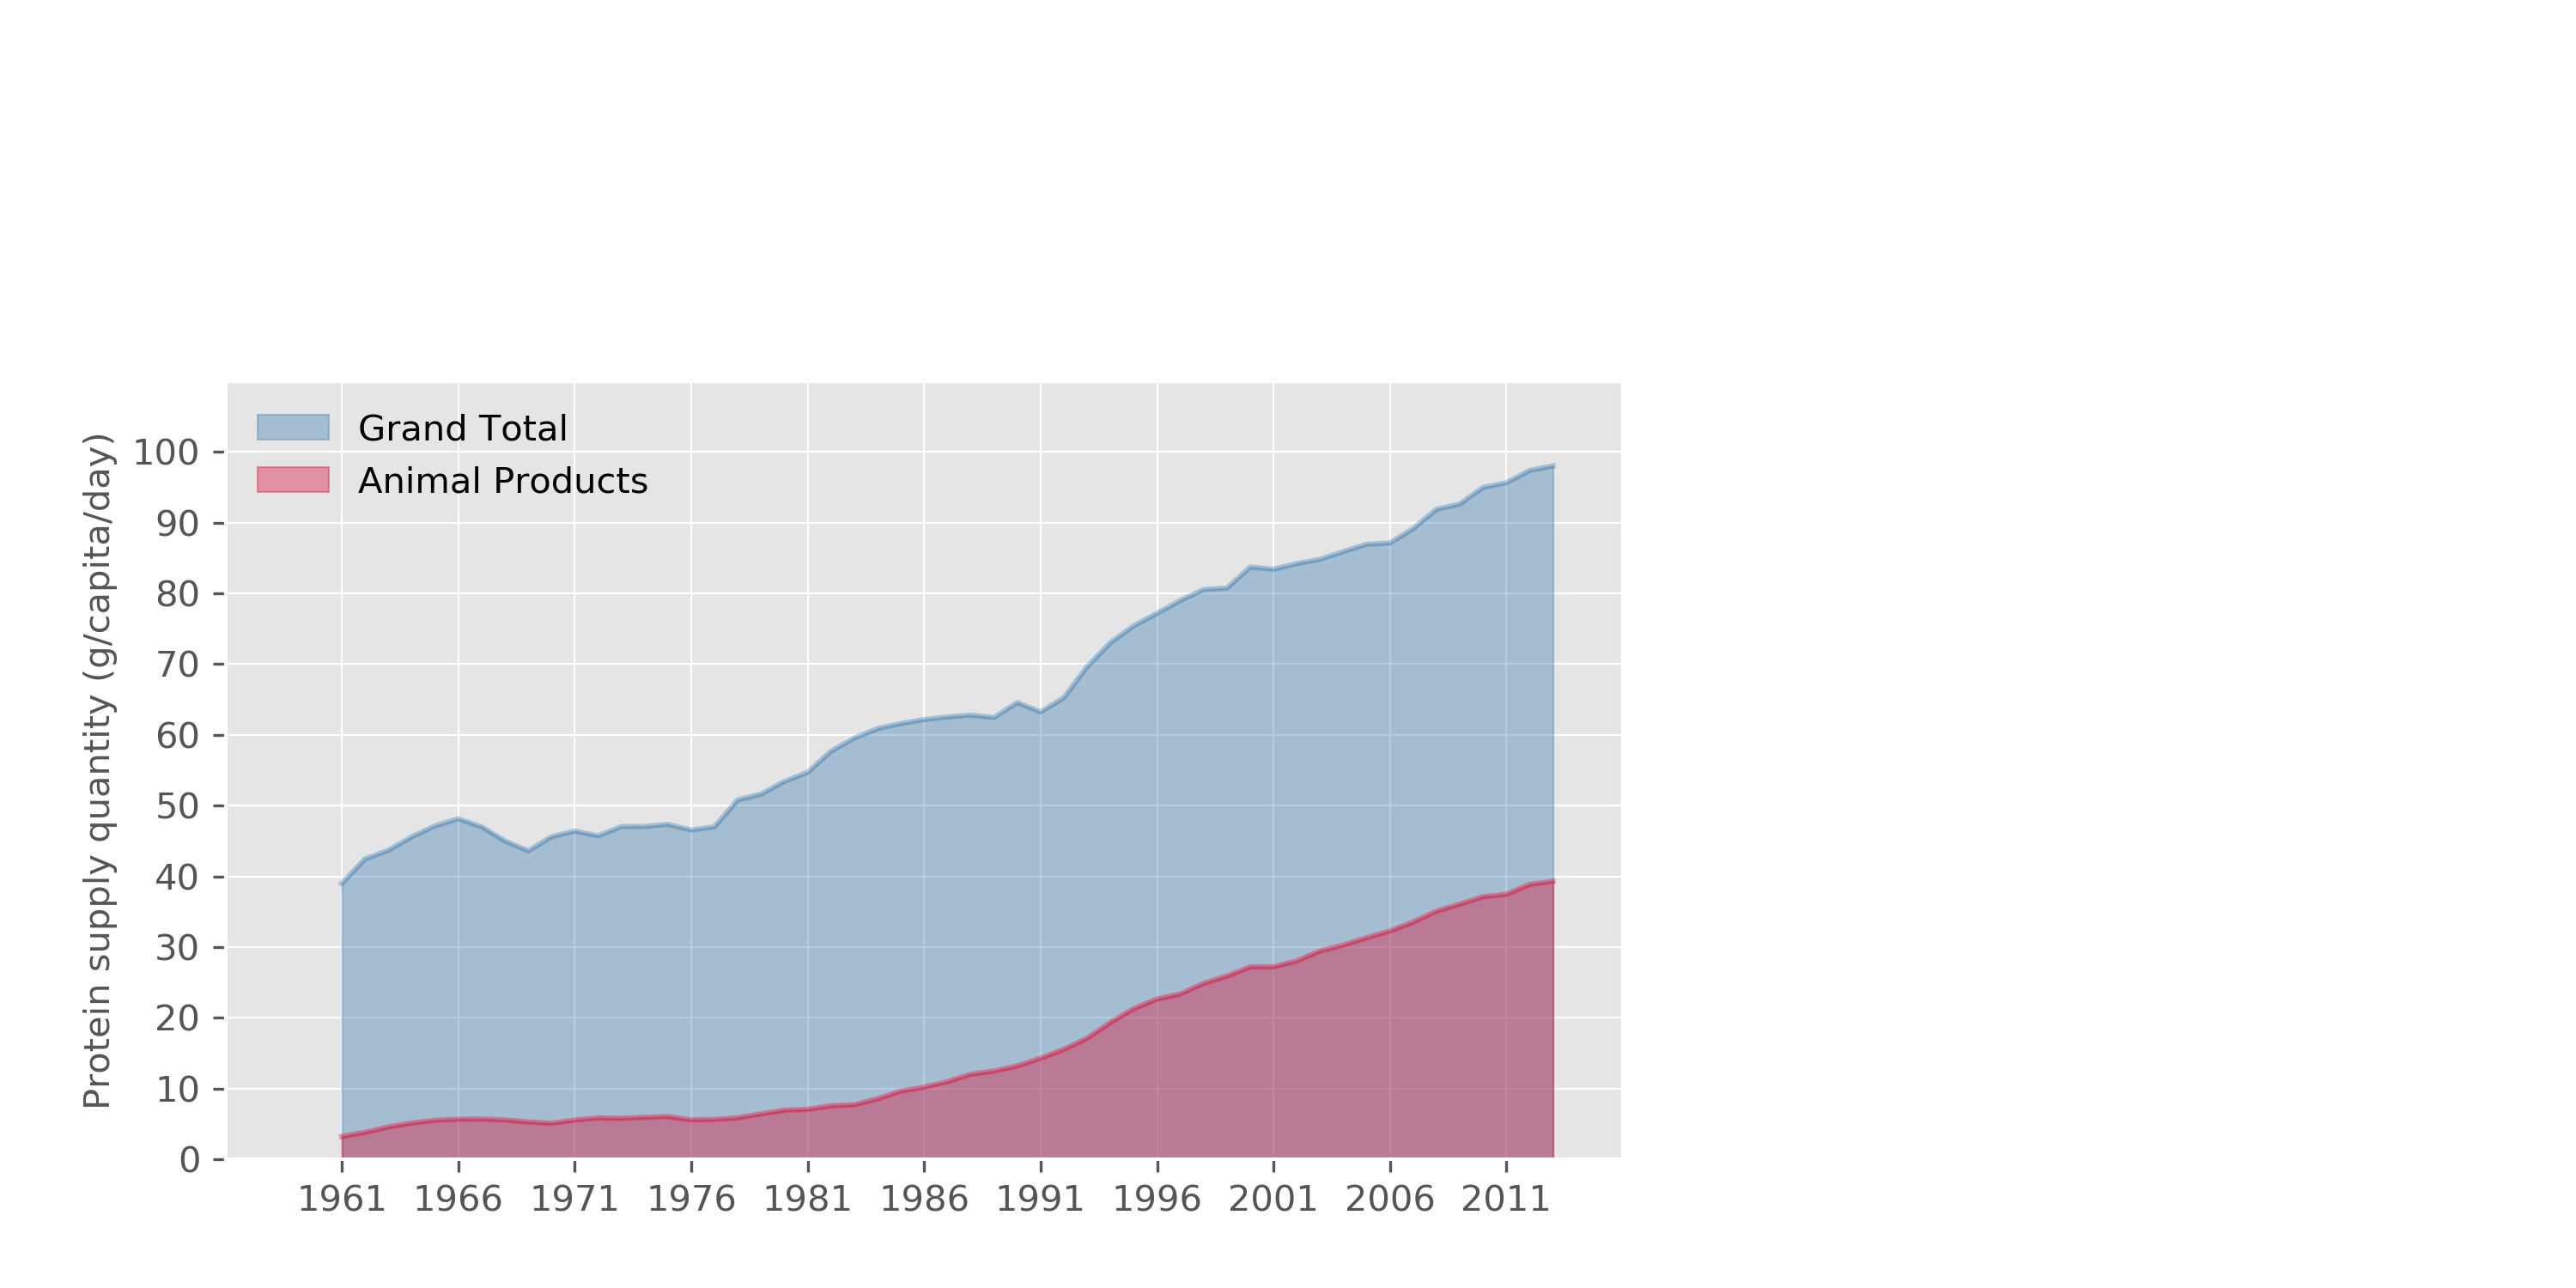 Grand Total
Animal Products
Protein supply quantity (g/capita/day)
100
90
80
70
60
50
40
30
20
10
0
1961 1966 1971 1976 1981 1986 1991 1996 2001 2006 2011